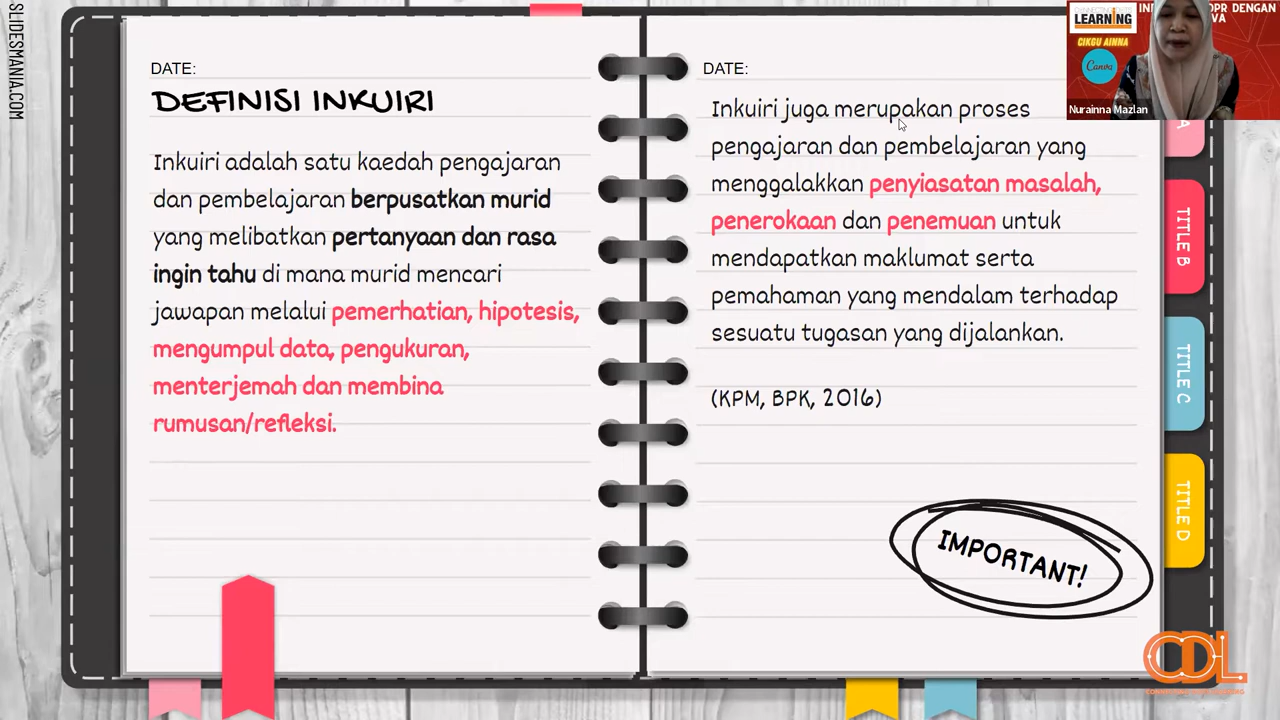 SLIDESMANIA.COM
DATE:
DEFINISI INKUIRI
Inkuiri adalah satu kaedah pengajaran
dan pembelajaran berpusatkan murid
yang melibatkan pertanyaan dan rasa
ingin tahu di mana murid mencari
jawapan melalui pemerhatian, hipotesis,
mengumpul data, pengukuran,
menterjemah dan membina
rumusan/refleksi.
DATE:
Inkuiri juga merupakan proses
pengajaran dan pembelajaran yang
menggalakkan penyiasatan masalah,
penerokaan dan penemuan untuk
mendapatkan maklumat serta
pemahaman yang mendalam terhadap
sesuatu tugasan yang dijalankan.
(KPM, BPK, 2016)
IMPORTANT!
LEARNING
CIKGU AINNA
Canva
Nurainna Mazlan
OPR DENGAN
A
TITLE B
TITLE C
TITLE D
CDL